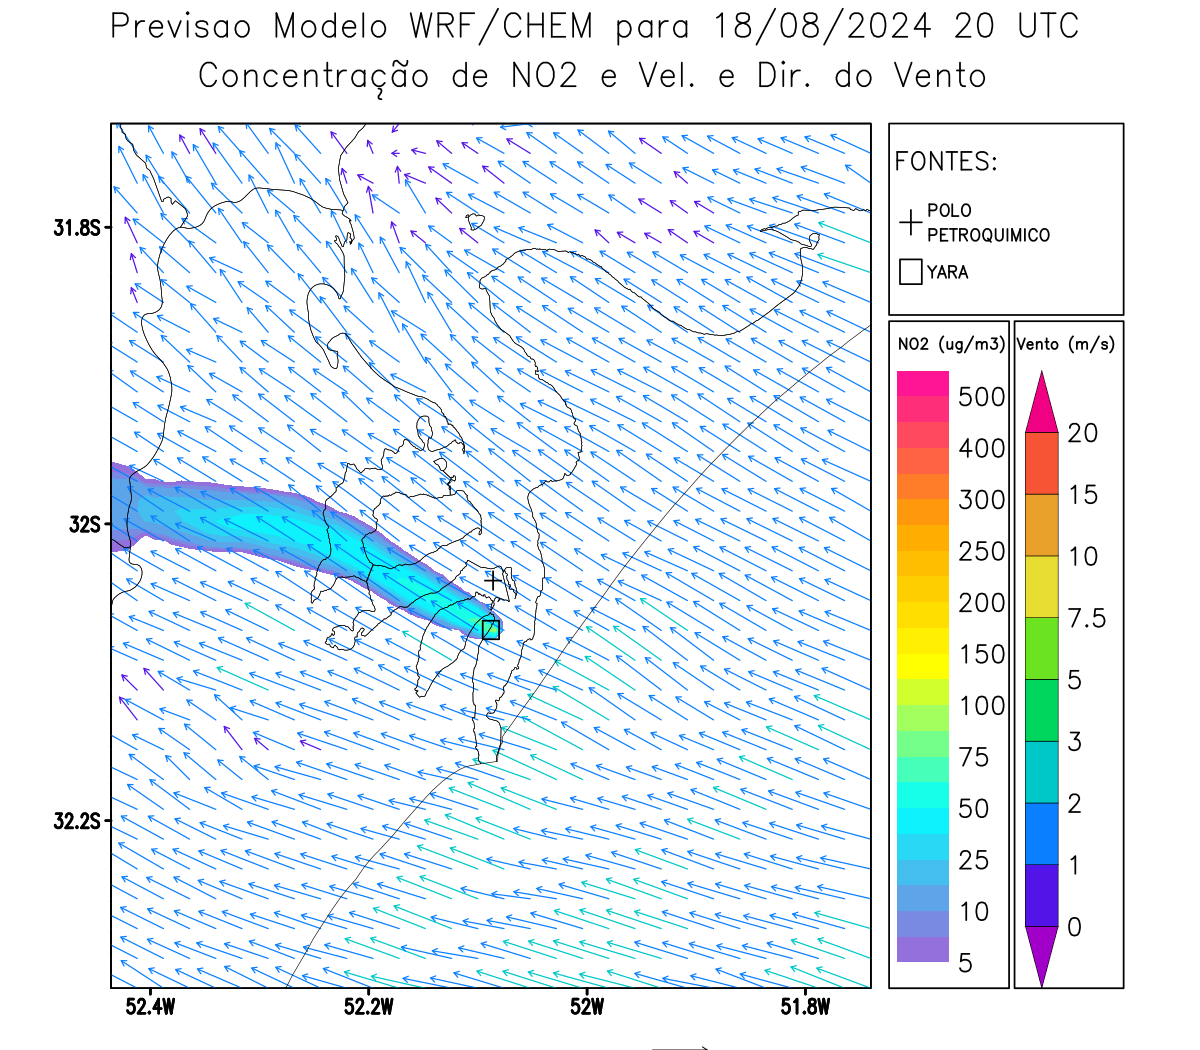 Previsao Modelo WRF/CHEM para 18/08/2024 20 UTC
Concentração de NO2 e Vel. e Dir. do Vento
FONTES:
POLO
PETROQUIMICO
YARA
NO2 (ug/m3)
500
400
300
250
200
150
100
75
50
25
10
5
Vento (m/s)
20
15
10
7.5
5
3
2
1
0
31.8S
32S
32.2S
52.4W
52.2W
52W
51.8W